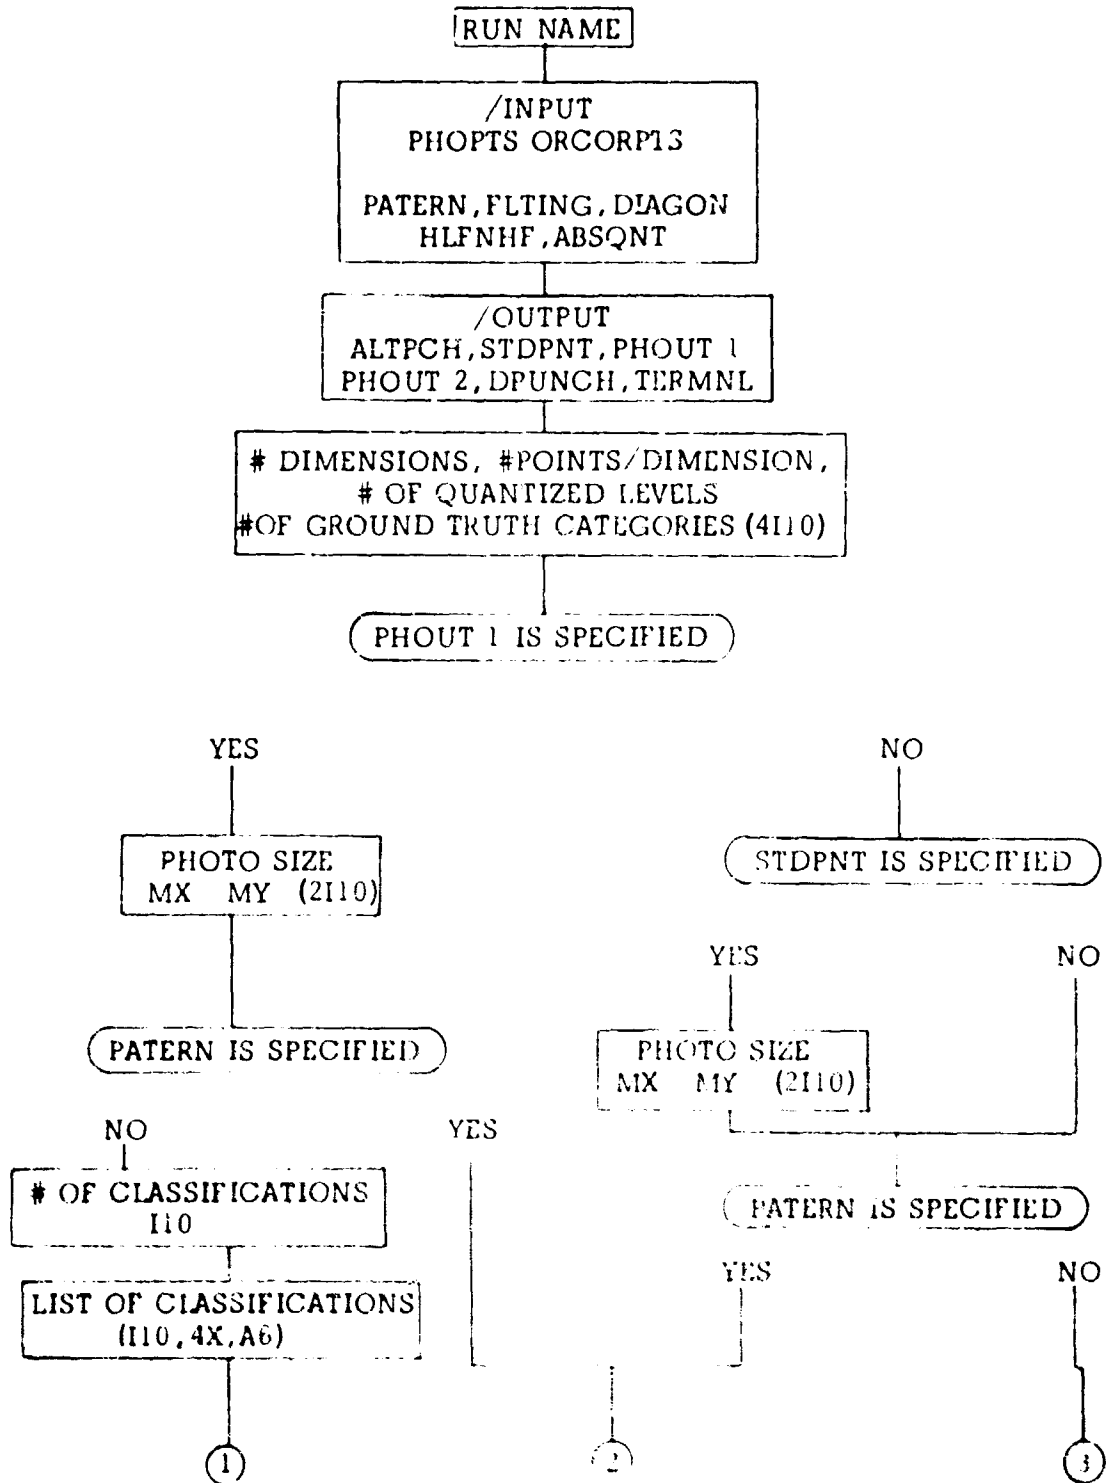 RUN NAME
/INPUT
PHOPTS ORCORP13
PATERN, FLTING, DIAGON
HLFNHF, ABSQNT
/OUTPUT
ALTPCH, STDPNT, PHOUT 1
PHOUT 2, DPUNCH, TERMNL
# DIMENSIONS, #POINTS/DIMENSION,
# OF QUANTIZED LEVELS
#OF GROUND TRUTH CATEGORIES (4I10)
PHOUT 1 IS SPECIFIED
YES NO
PHOTO SIZE
MX MY (2I10)
STDPNT IS SPECIFIED
YES NO
PATERN IS SPECIFIED
PHOTO SIZE
MX MY (2I10)
NO YES
# OF CLASSIFICATIONS
I10
PATERN IS SPECIFIED
YES NO
LIST OF CLASSIFICATIONS
(I10, 4X, A6)
1 2 3